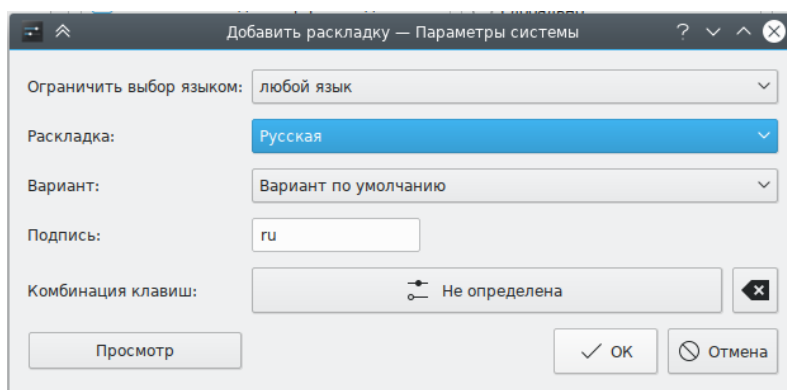 Добавить раскладку — Параметры системы
Ограничить выбор языком: любой язык
Раскладка: Русская
Вариант: Вариант по умолчанию
Подпись: ru
Комбинация клавиш: Не определена
Просмотр ОК Отмена